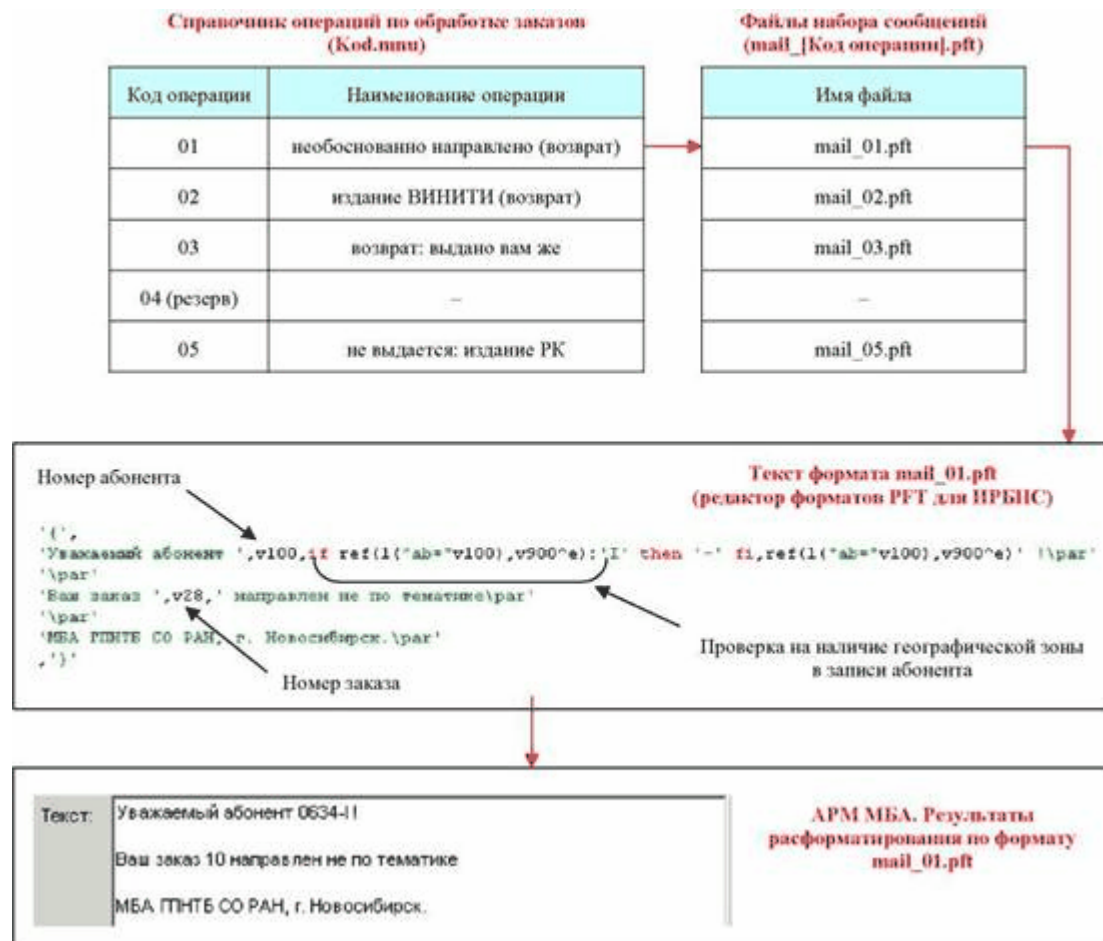 Справочник операций по обработке заказов
(Kod.mnu)
Файлы набора сообщений
(mail_[Код операции].pft)
Код операции Наименование операции
Имя файла
01 необоснованно направлено (возврат)
mail_01.pft
02 издание ВИНИТИ (возврат)
mail_02.pft
03 возврат: выдано вам же
mail_03.pft
04 (резерв) –
–
05 не выдается: издание РК
mail_05.pft
Номер абонента
Текст формата mail_01.pft
(редактор форматов PFT для ИРБИС)
'{',
'Уважаемый абонент ',v100,if ref(l("ab="v100),v900^e):'I' then '-' fi,ref(l("ab="v100),v900^e)' !\par'
'\par'
'Ваш заказ ',v28,' направлен не по тематике\par'
'\par'
'МБА ГПНТБ СО РАН, г. Новосибирск.\par'
,'}'
Проверка на наличие географической зоны
в записи абонента
Номер заказа
Текст: Уважаемый абонент 0634-I!
Ваш заказ 10 направлен не по тематике
МБА ГПНТБ СО РАН, г. Новосибирск.
АРМ МБА. Результаты
расформатирования по формату
mail_01.pft